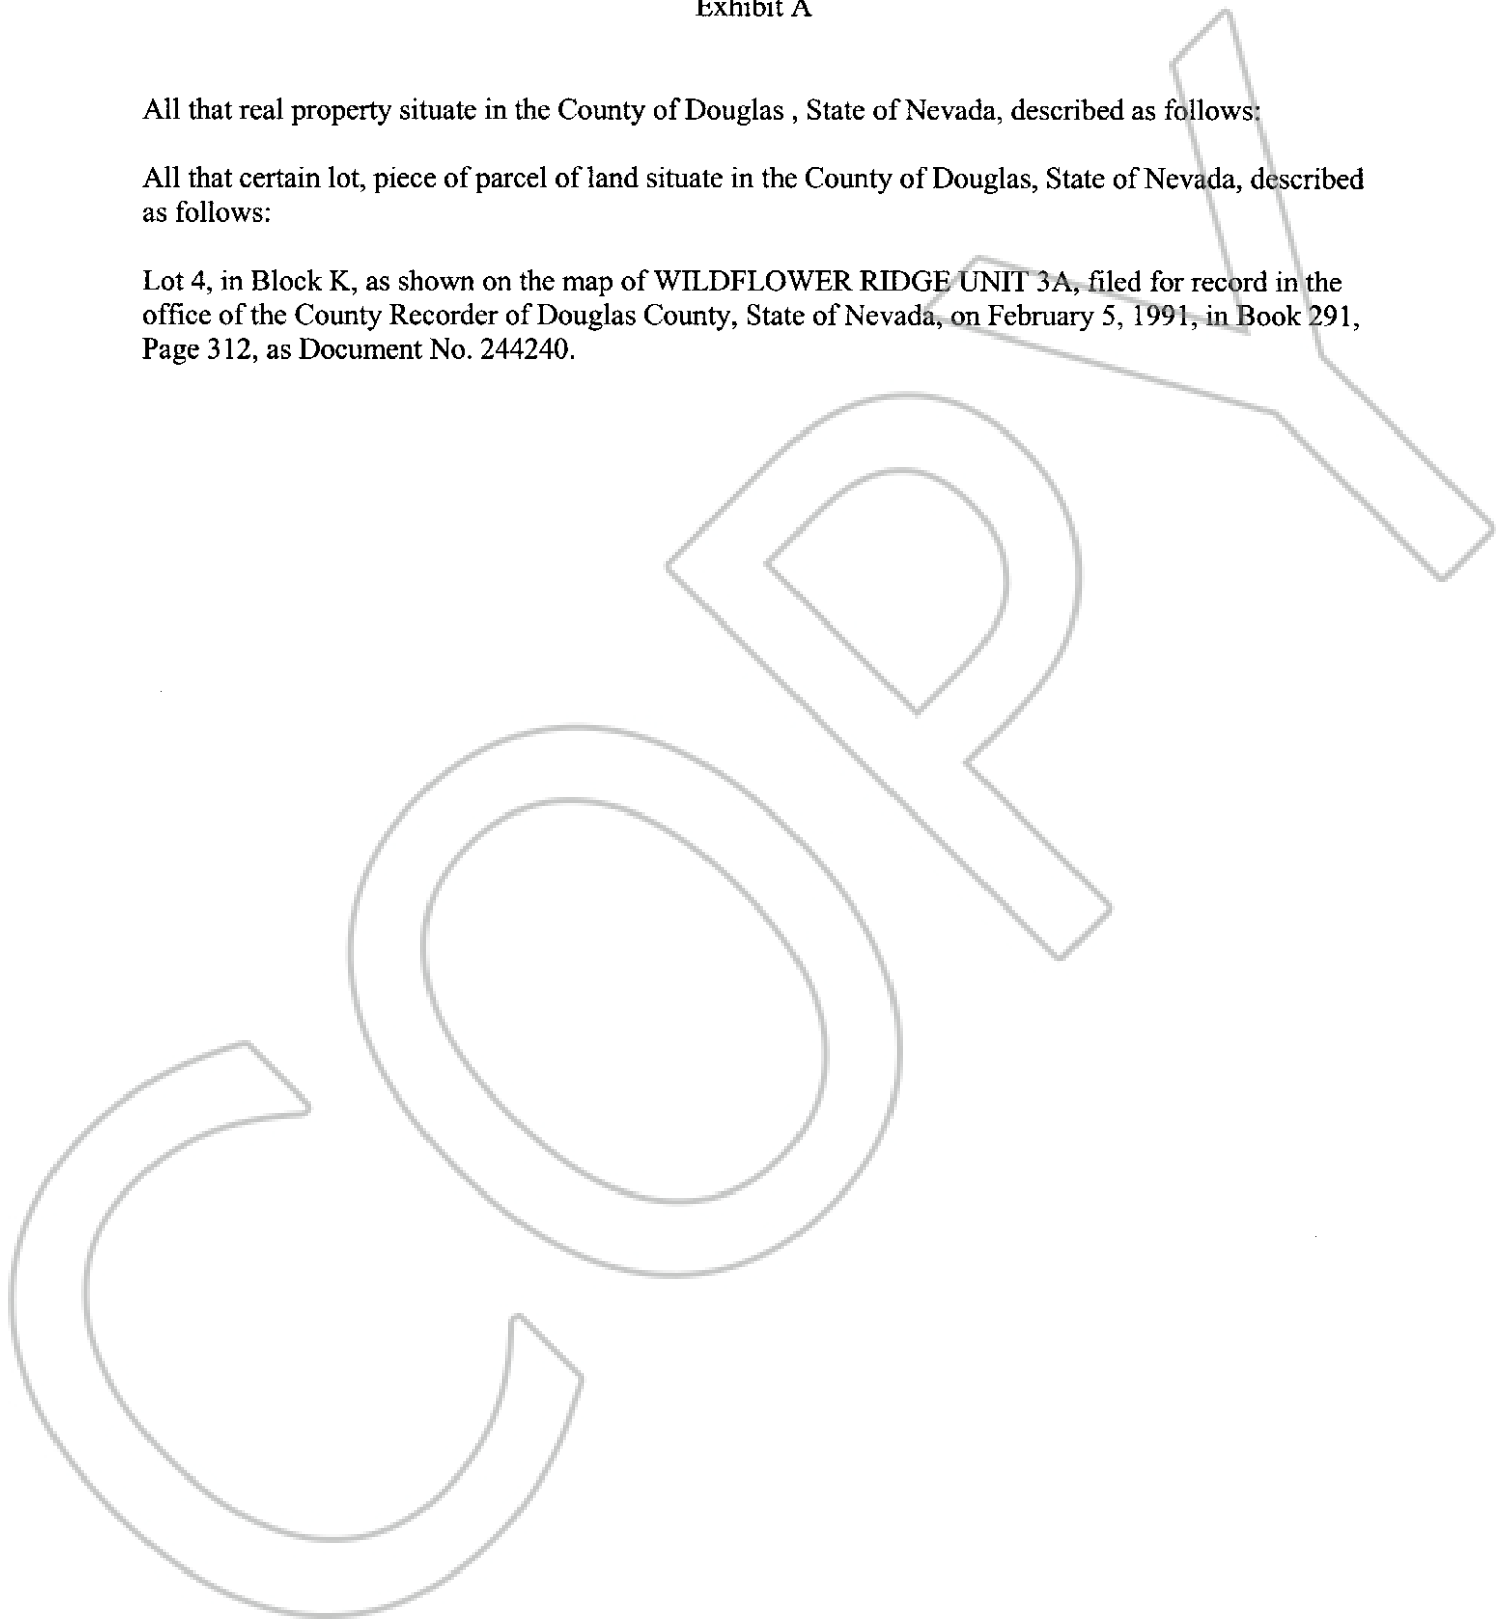 Exhibit A
All that real property situate in the County of Douglas , State of Nevada, described as follows:
All that certain lot, piece of parcel of land situate in the County of Douglas, State of Nevada, described
as follows:
Lot 4, in Block K, as shown on the map of WILDFLOWER RIDGE UNIT 3A, filed for record in the
office of the County Recorder of Douglas County, State of Nevada, on February 5, 1991, in Book 291,
Page 312, as Document No. 244240.
COPY